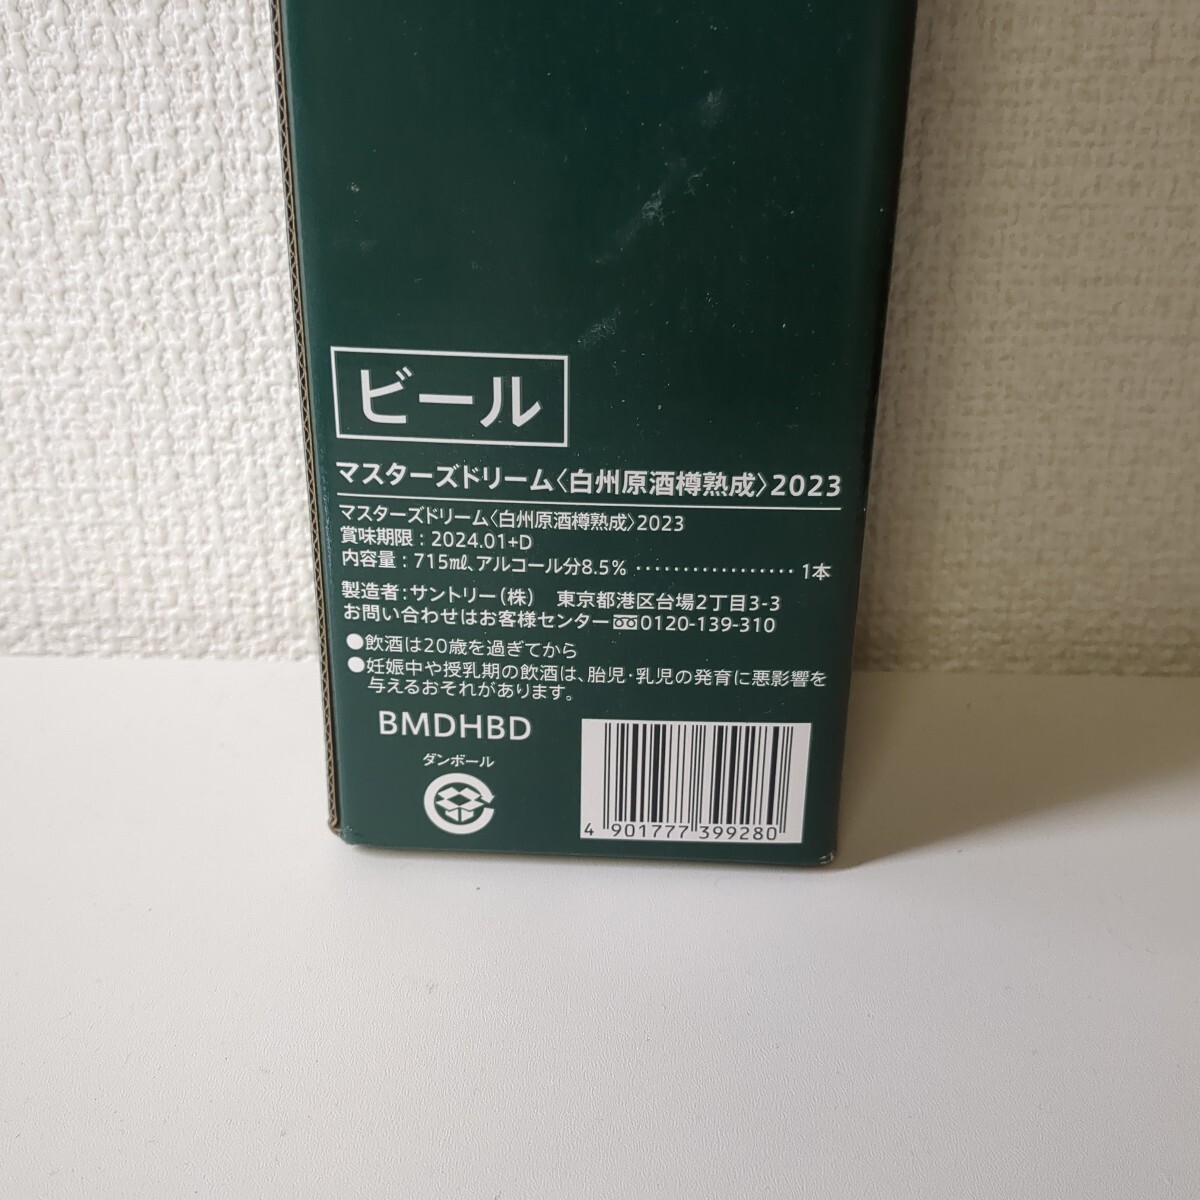 ビール
マスターズドリーム〈白州原酒樽熟成〉2023
マスターズドリーム〈白州原酒樽熟成〉2023
賞味期限：2024.01+D
内容量：715ml、アルコール分8.5% ･････････････････ 1本
製造者：サントリー(株)　東京都港区台場2丁目3-3
お問い合わせはお客様センター 0120-139-310
●飲酒は20歳を過ぎてから
●妊娠中や授乳期の飲酒は、胎児･乳児の発育に悪影響を
与えるおそれがあります。
BMDHBD
ダンボール
4 901777 399280